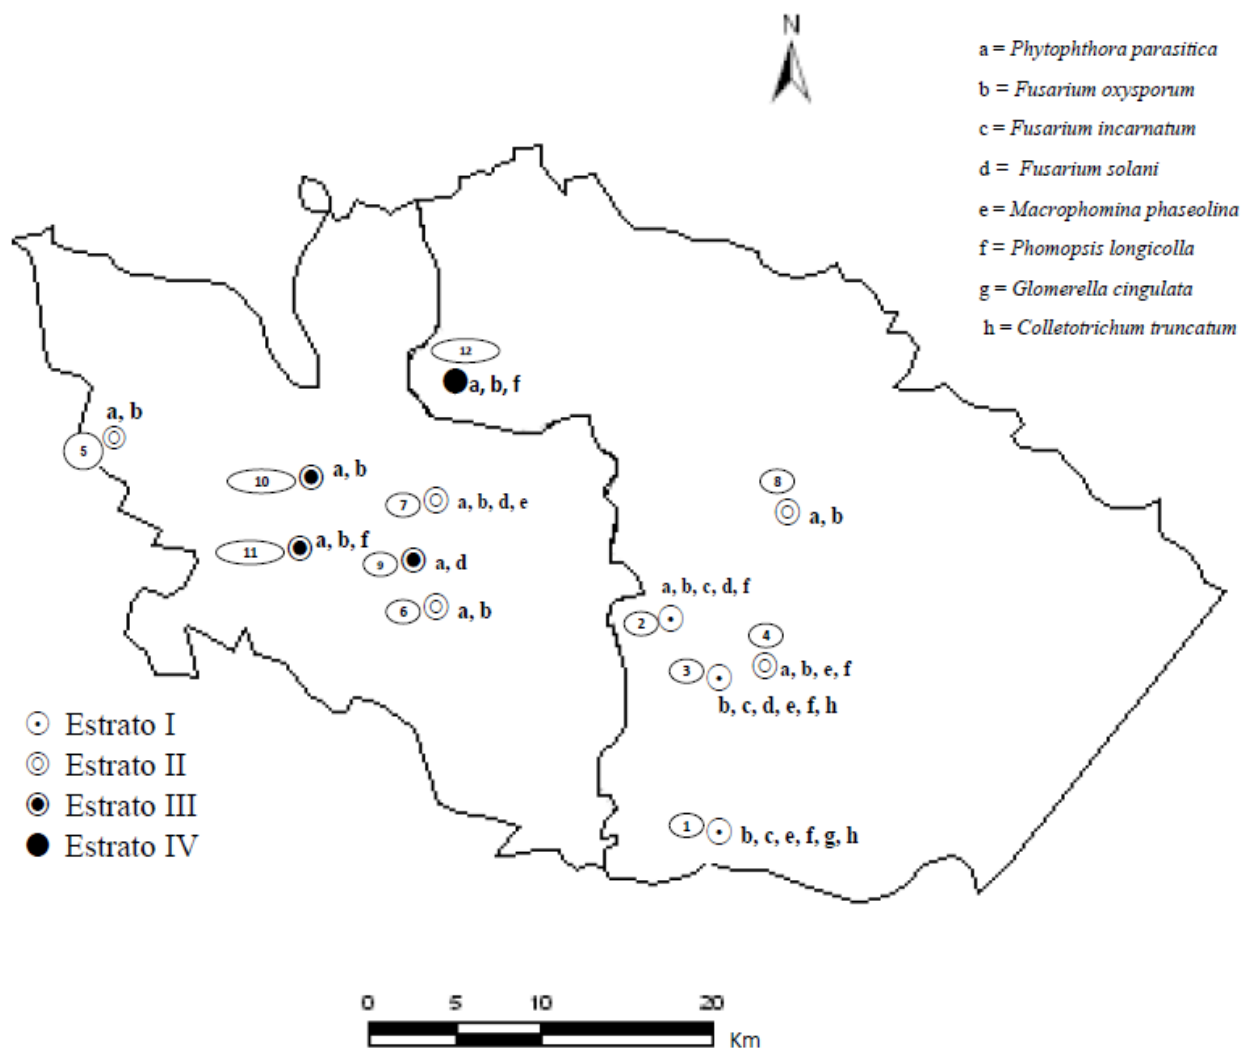 N
a = Phytophthora parasitica
b = Fusarium oxysporum
c = Fusarium incarnatum
d = Fusarium solani
e = Macrophomina phaseolina
f = Phomopsis longicolla
g = Glomerella cingulata
h = Colletotrichum truncatum
12
a, b, f
a, b
5
10
a, b
7
a, b, d, e
8
a, b
11
a, b, f
9
a, d
6
a, b
a, b, c, d, f
2
4
a, b, e, f
3
b, c, d, e, f, h
1
b, c, e, f, g, h
Estrato I
Estrato II
Estrato III
Estrato IV
0 5 10 20
Km